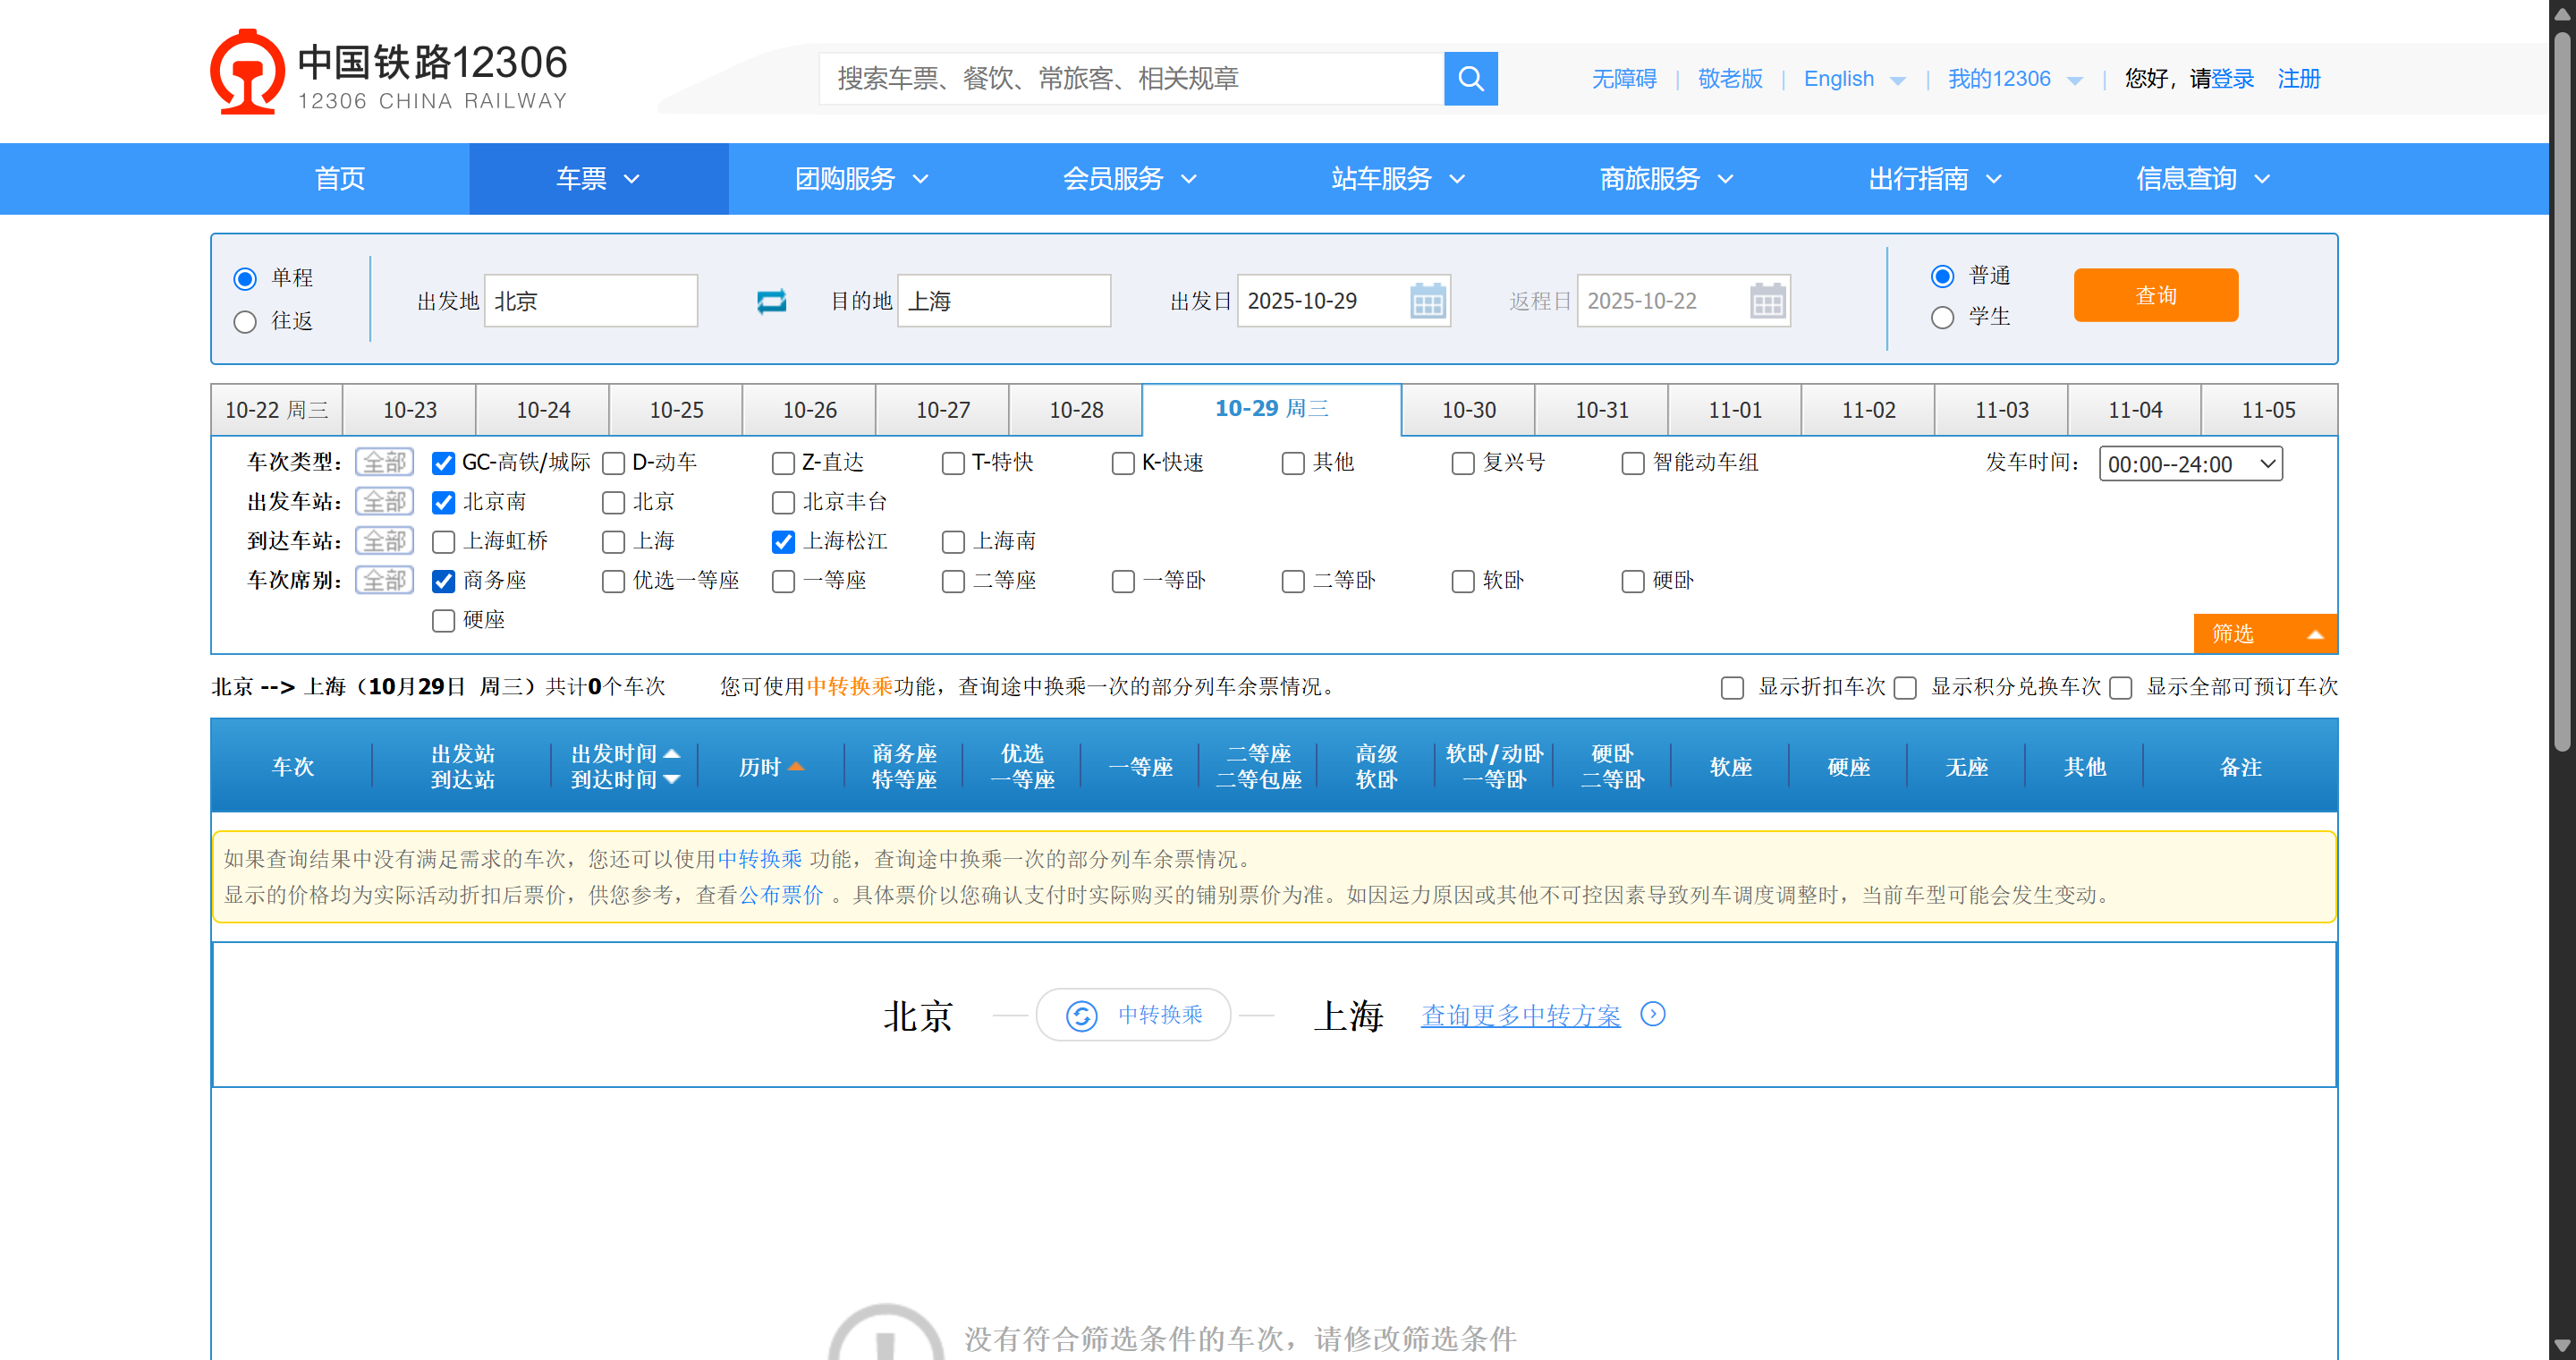 中国铁路12306
12306 CHINA RAILWAY
搜索车票、餐饮、常旅客、相关规章
无障碍 | 敬老版 | English | 我的12306 | 您好，请登录 注册
首页 车票 团购服务 会员服务 站车服务 商旅服务 出行指南 信息查询
单程
往返
出发地 北京 目的地 上海 出发日 2025-10-29 返程日 2025-10-22
普通
学生
查询
10-22 周三 10-23 10-24 10-25 10-26 10-27 10-28 10-29 周三 10-30 10-31 11-01 11-02 11-03 11-04 11-05
车次类型： 全部 GC-高铁/城际 D-动车 Z-直达 T-特快 K-快速 其他 复兴号 智能动车组 发车时间： 00:00--24:00
出发车站： 全部 北京南 北京 北京丰台
到达车站： 全部 上海虹桥 上海 上海松江 上海南
车次席别： 全部 商务座 优选一等座 一等座 二等座 一等卧 二等卧 软卧 硬卧
硬座
筛选
北京 --> 上海（10月29日 周三）共计0个车次 您可使用中转换乘功能，查询途中换乘一次的部分列车余票情况。 显示折扣车次 显示积分兑换车次 显示全部可预订车次
车次
出发站
到达站
出发时间
到达时间
历时
商务座
特等座
优选
一等座
一等座
二等座
二等包座
高级
软卧
软卧/动卧
一等卧
硬卧
二等卧
软座
硬座
无座
其他
备注
如果查询结果中没有满足需求的车次，您还可以使用中转换乘 功能，查询途中换乘一次的部分列车余票情况。
显示的价格均为实际活动折扣后票价，供您参考，查看公布票价 。具体票价以您确认支付时实际购买的铺别票价为准。如因运力原因或其他不可控因素导致列车调度调整时，当前车型可能会发生变动。
北京 中转换乘 上海 查询更多中转方案
没有符合筛选条件的车次，请修改筛选条件